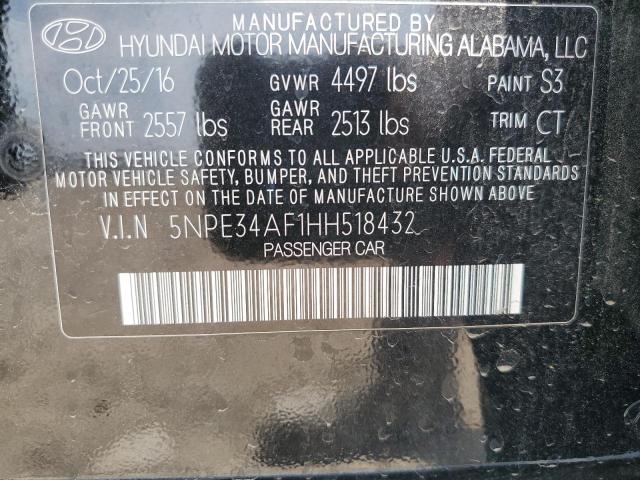 MANUFACTURED BY
HYUNDAI MOTOR MANUFACTURING ALABAMA, LLC
Oct/25/16 GVWR 4497 lbs PAINT S3
GAWR FRONT 2557 lbs GAWR REAR 2513 lbs TRIM CT
THIS VEHICLE CONFORMS TO ALL APPLICABLE U.S.A. FEDERAL
MOTOR VEHICLE SAFETY, BUMPER, AND THEFT PREVENTION STANDARDS
IN EFFECT ON THE DATE OF MANUFACTURE SHOWN ABOVE
V.I.N 5NPE34AF1HH518432
PASSENGER CAR